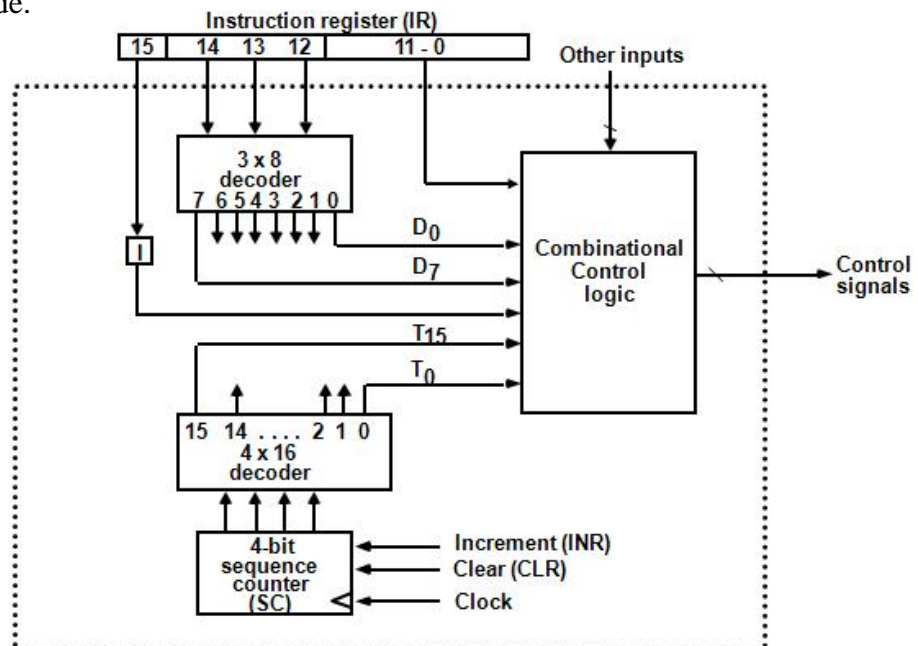 de.
Instruction register (IR)
15 14 13 12 11 - 0
Other inputs
3 x 8
decoder
7 6 5 4 3 2 1 0
D0
I
D7
Combinational
Control
logic
Control
signals
T15
T0
15 14 . . . . 2 1 0
4 x 16
decoder
4-bit
sequence
counter
(SC)
Increment (INR)
Clear (CLR)
Clock